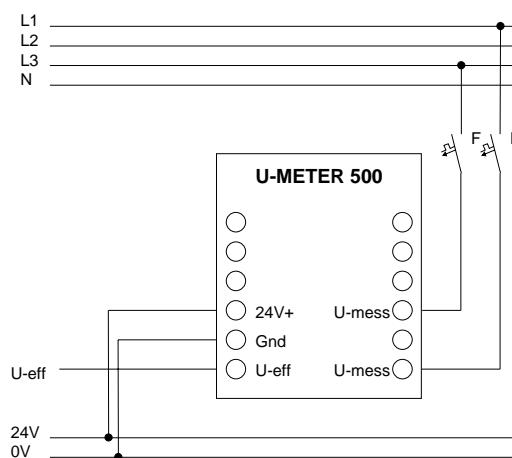 L1
L2
L3
N
F
U-METER 500
24V+ U-mess
Gnd
U-eff U-eff U-mess
24V
0V